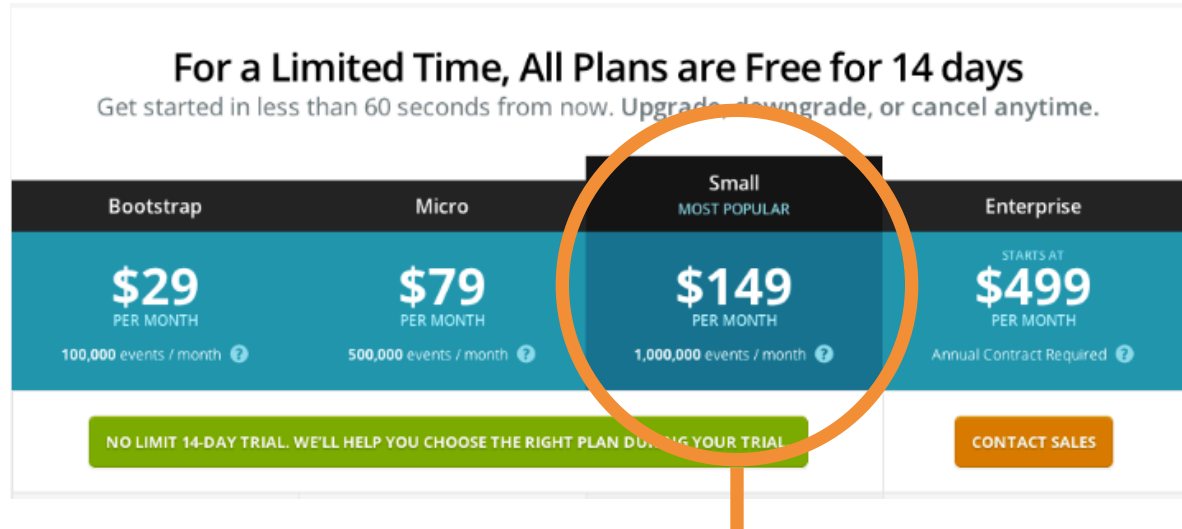 For a Limited Time, All Plans are Free for 14 days
Get started in less than 60 seconds from now. Upgrade, downgrade, or cancel anytime.
Bootstrap
$29
PER MONTH
100,000 events / month ?
Micro
$79
PER MONTH
500,000 events / month ?
Small
MOST POPULAR
$149
PER MONTH
1,000,000 events / month ?
Enterprise
STARTS AT
$499
PER MONTH
Annual Contract Required ?
NO LIMIT 14-DAY TRIAL. WE'LL HELP YOU CHOOSE THE RIGHT PLAN DURING YOUR TRIAL
CONTACT SALES